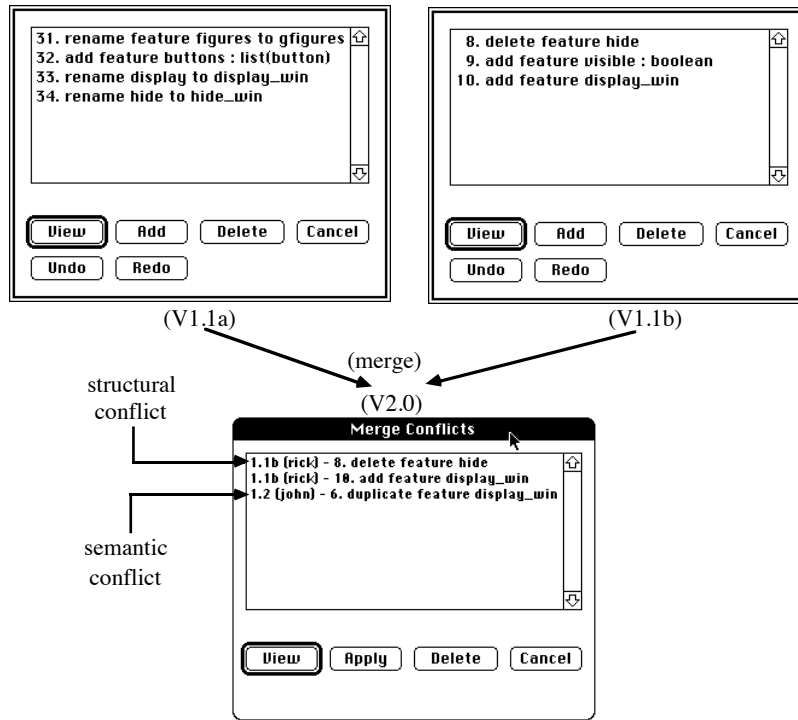 31. rename feature figures to gfigures
32. add feature buttons : list(button)
33. rename display to display_win
34. rename hide to hide_win
View Add Delete Cancel
Undo Redo
(V1.1a)
8. delete feature hide
9. add feature visible : boolean
10. add feature display_win
View Add Delete Cancel
Undo Redo
(V1.1b)
(merge)
(V2.0)
structural
conflict
semantic
conflict
Merge Conflicts
1.1b (rick) - 8. delete feature hide
1.1b (rick) - 10. add feature display_win
1.2 (john) - 6. duplicate feature display_win
View Apply Delete Cancel